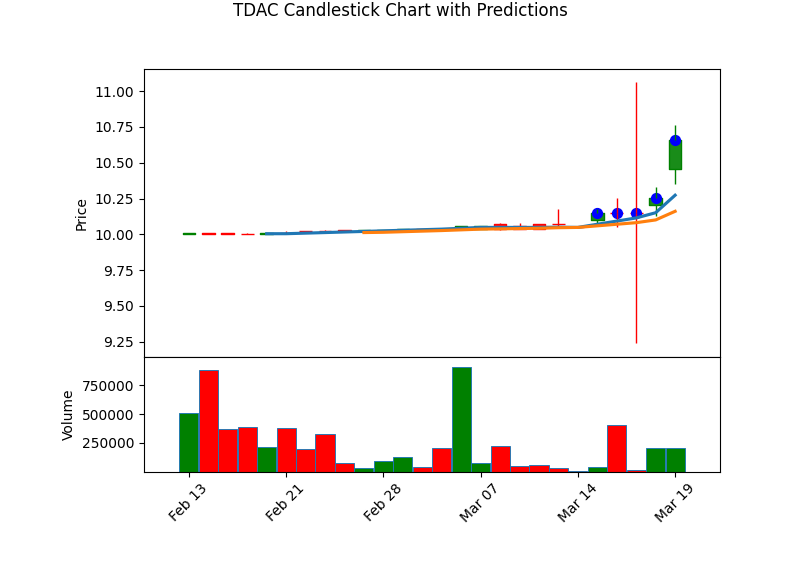 TDAC Candlestick Chart with Predictions
11.00
10.75
10.50
10.25
10.00
9.75
9.50
9.25
Price
750000
500000
250000
Volume
Feb 13
Feb 21
Feb 28
Mar 07
Mar 14
Mar 19